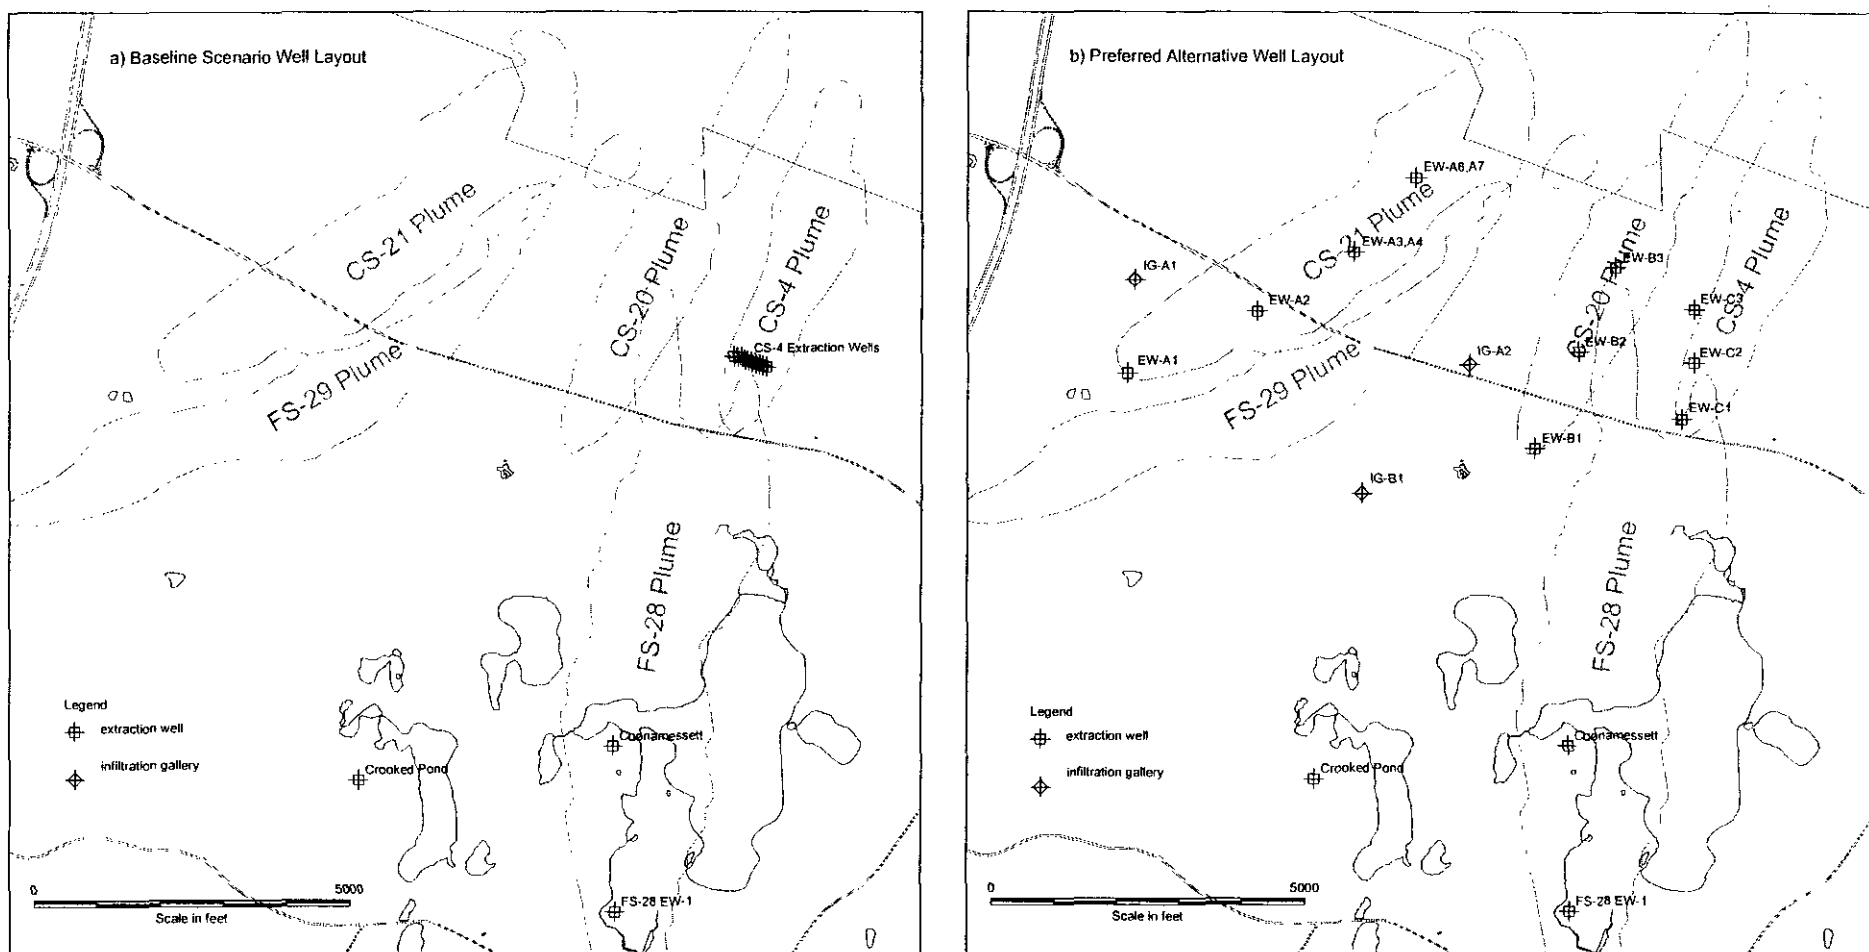 a) Baseline Scenario Well Layout
CS-21 Plume
FS-29 Plume
CS-20 Plume
CS-4 Plume
CS-4 Extraction Wells
FS-28 Plume
Legend
extraction well
infiltration gallery
Coonamessett
Crooked Pond
FS-28 EW-1
0 5000
Scale in feet
b) Preferred Alternative Well Layout
EW-A6,A7
CS-21 Plume
EW-A3,A4
IG-A1
EW-A2
EW-A1
FS-29 Plume
IG-A2
CS-20 Plume
EW-B3
EW-B2
CS-4 Plume
EW-C3
EW-C2
EW-C1
EW-B1
IG-B1
FS-28 Plume
Legend
extraction well
infiltration gallery
Coonamessett
Crooked Pond
FS-28 EW-1
0 5000
Scale in feet